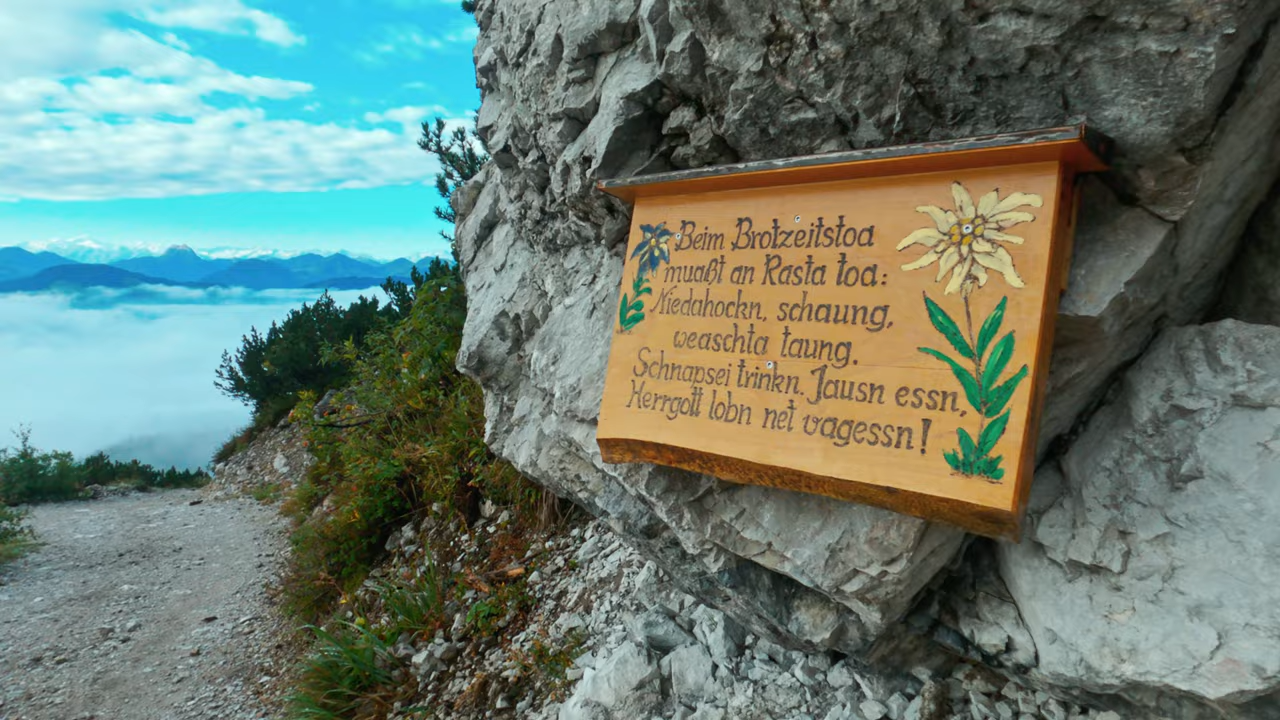 Beim Brotzeitstoa
muaßt an Rasta toa:
Niedahockn, schaung,
weaschta taung.
Schnapsei trinkn. Jausn essn,
Herrgott lobn net vagessn!